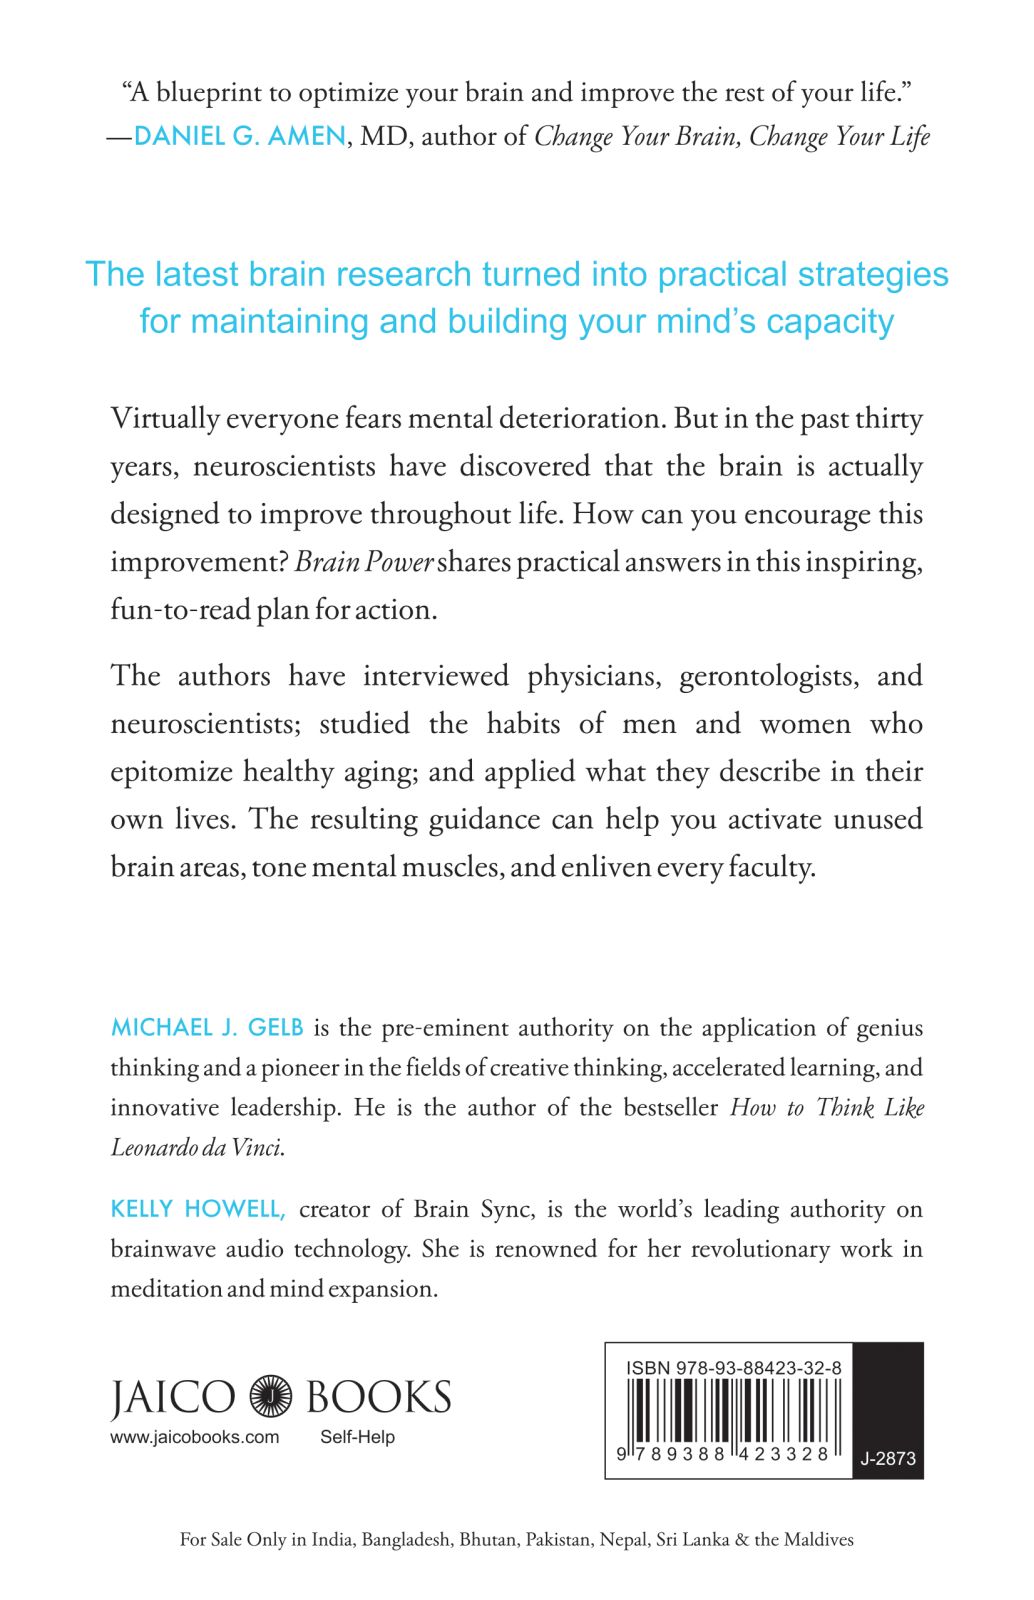 “A blueprint to optimize your brain and improve the rest of your life.”
—DANIEL G. AMEN, MD, author of Change Your Brain, Change Your Life
The latest brain research turned into practical strategies
for maintaining and building your mind’s capacity
Virtually everyone fears mental deterioration. But in the past thirty
years, neuroscientists have discovered that the brain is actually
designed to improve throughout life. How can you encourage this
improvement? Brain Power shares practical answers in this inspiring,
fun-to-read plan for action.
The authors have interviewed physicians, gerontologists, and
neuroscientists; studied the habits of men and women who
epitomize healthy aging; and applied what they describe in their
own lives. The resulting guidance can help you activate unused
brain areas, tone mental muscles, and enliven every faculty.
MICHAEL J. GELB is the pre-eminent authority on the application of genius
thinking and a pioneer in the fields of creative thinking, accelerated learning, and
innovative leadership. He is the author of the bestseller How to Think Like
Leonardo da Vinci.
KELLY HOWELL, creator of Brain Sync, is the world’s leading authority on
brainwave audio technology. She is renowned for her revolutionary work in
meditation and mind expansion.
JAICO J BOOKS
www.jaicobooks.com Self-Help
ISBN 978-93-88423-32-8
9 789388 423328
J-2873
For Sale Only in India, Bangladesh, Bhutan, Pakistan, Nepal, Sri Lanka & the Maldives